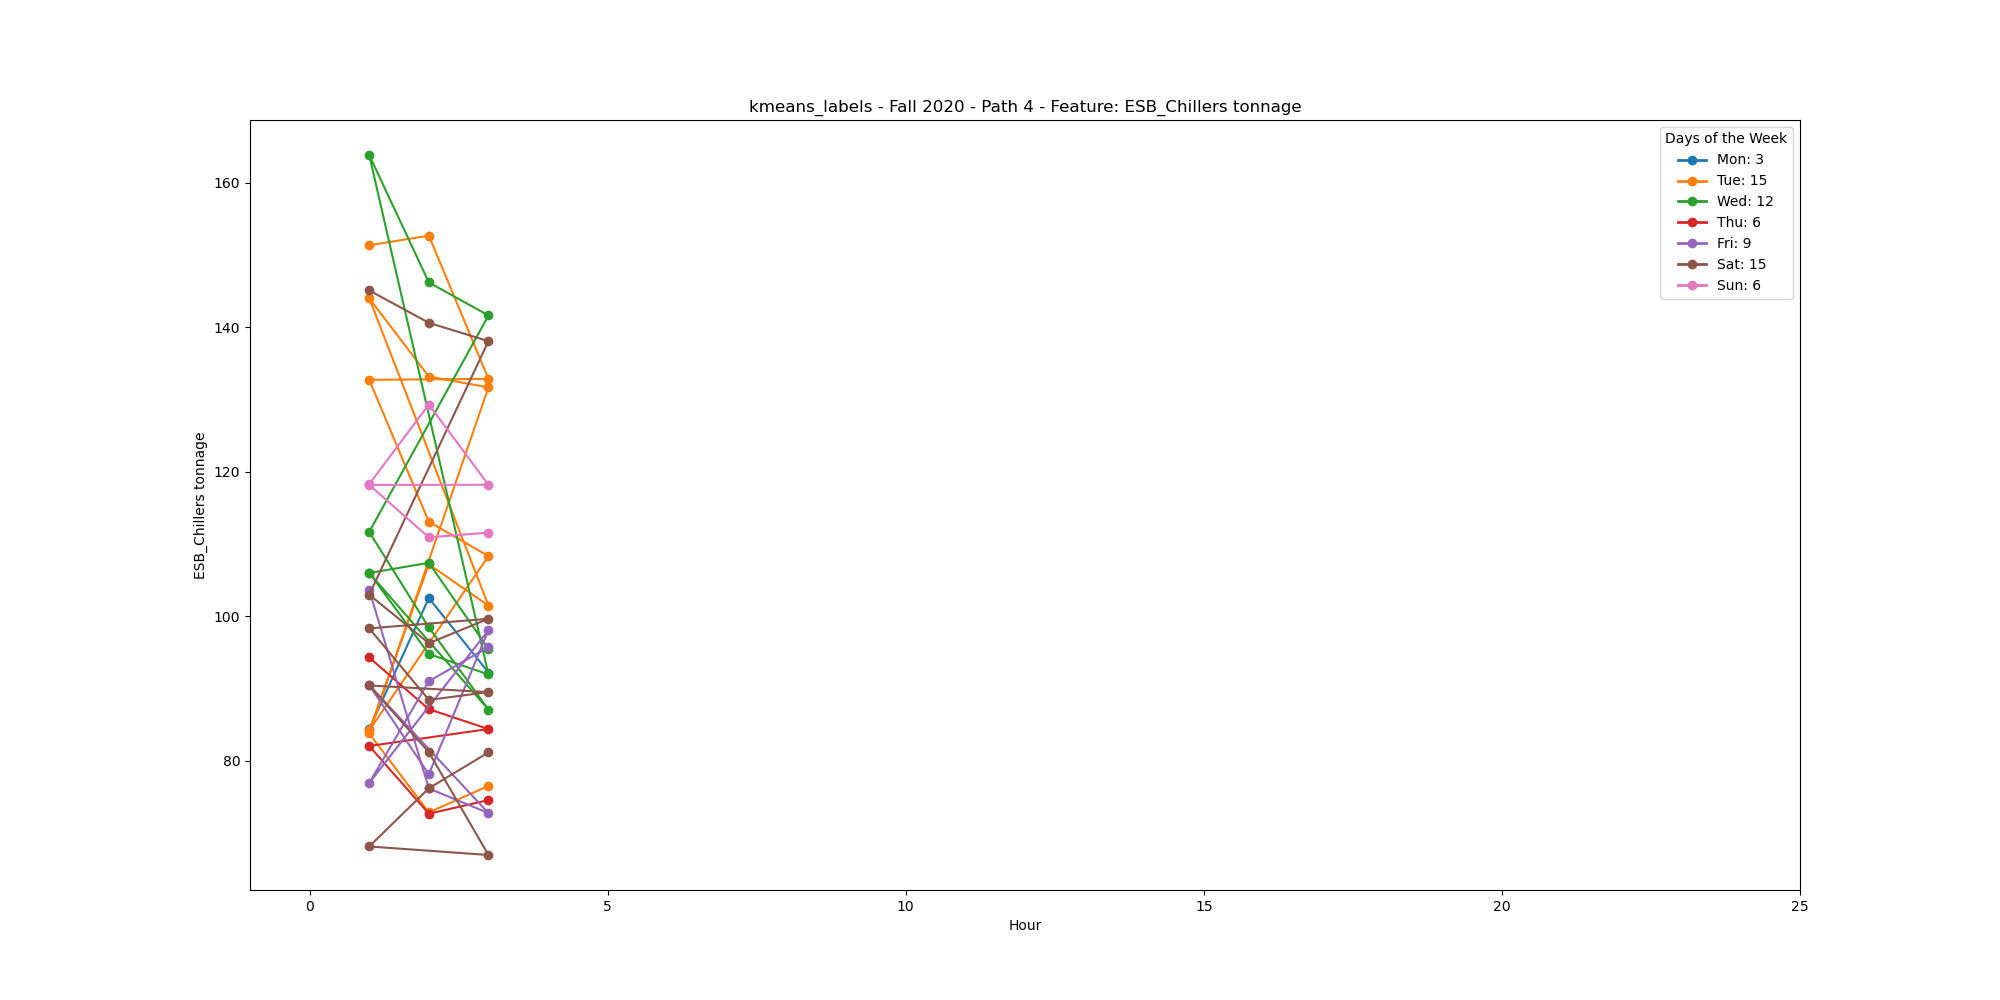 kmeans_labels - Fall 2020 - Path 4 - Feature: ESB_Chillers tonnage
Days of the Week
Mon: 3
Tue: 15
Wed: 12
Thu: 6
Fri: 9
Sat: 15
Sun: 6
160
140
120
100
80
ESB_Chillers tonnage
0
5
10
15
20
25
Hour